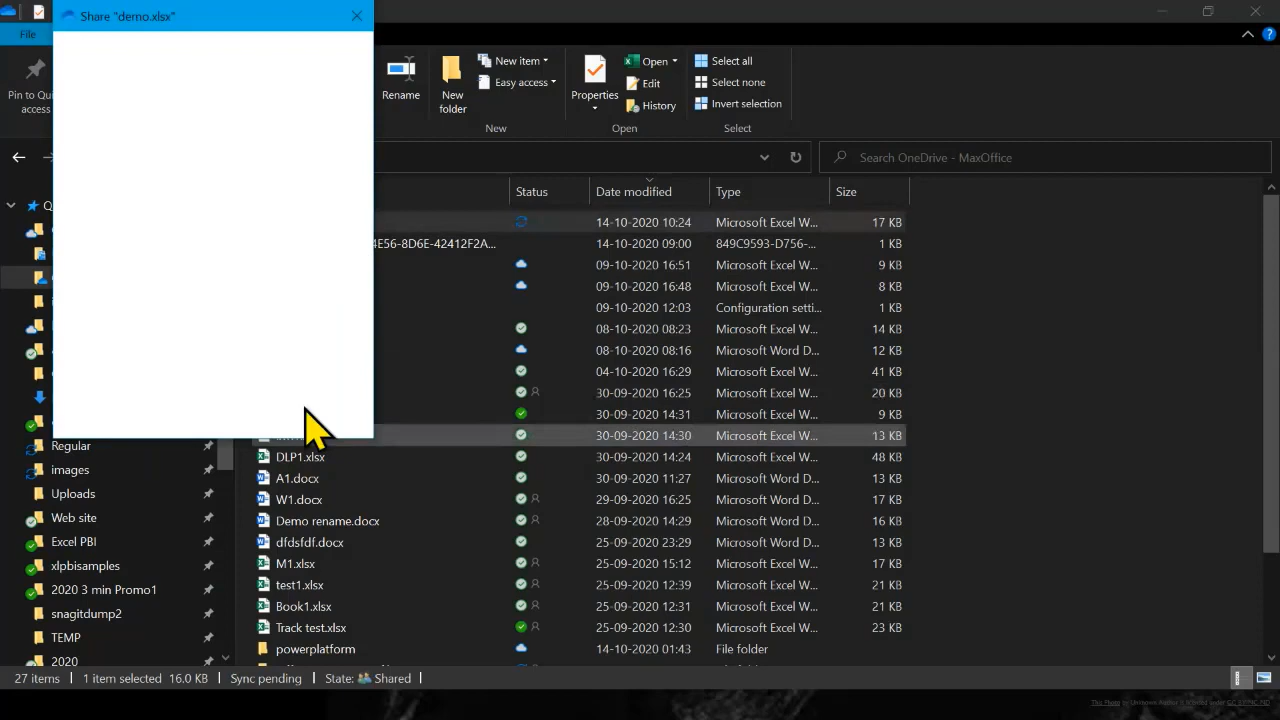 Share "demo.xlsx"
File
Pin to Quick
access
Rename
New
folder
New item
Easy access
New
Properties
Open
Edit
History
Open
Select all
Select none
Invert selection
Select
Search OneDrive - MaxOffice
Status Date modified Type Size
14-10-2020 10:24 Microsoft Excel W... 17 KB
4E56-8D6E-42412F2A... 14-10-2020 09:00 849C9593-D756-... 1 KB
09-10-2020 16:51 Microsoft Excel W... 9 KB
09-10-2020 16:48 Microsoft Excel W... 8 KB
09-10-2020 12:03 Configuration setti... 1 KB
08-10-2020 08:23 Microsoft Excel W... 14 KB
08-10-2020 08:16 Microsoft Word D... 12 KB
04-10-2020 16:29 Microsoft Excel W... 41 KB
30-09-2020 16:25 Microsoft Excel W... 20 KB
30-09-2020 14:31 Microsoft Excel W... 9 KB
30-09-2020 14:30 Microsoft Excel W... 13 KB
DLP1.xlsx 30-09-2020 14:24 Microsoft Excel W... 48 KB
A1.docx 30-09-2020 11:27 Microsoft Word D... 13 KB
W1.docx 29-09-2020 16:25 Microsoft Word D... 17 KB
Demo rename.docx 28-09-2020 14:29 Microsoft Word D... 16 KB
dfdsfdf.docx 25-09-2020 23:29 Microsoft Word D... 13 KB
M1.xlsx 25-09-2020 15:12 Microsoft Excel W... 17 KB
test1.xlsx 25-09-2020 12:39 Microsoft Excel W... 21 KB
Book1.xlsx 25-09-2020 12:31 Microsoft Excel W... 21 KB
Track test.xlsx 25-09-2020 12:30 Microsoft Excel W... 23 KB
powerplatform 14-10-2020 01:43 File folder
Regular
images
Uploads
Web site
Excel PBI
xlpbisamples
2020 3 min Promo1
snagitdump2
TEMP
2020
27 items 1 item selected 16.0 KB Sync pending State: Shared